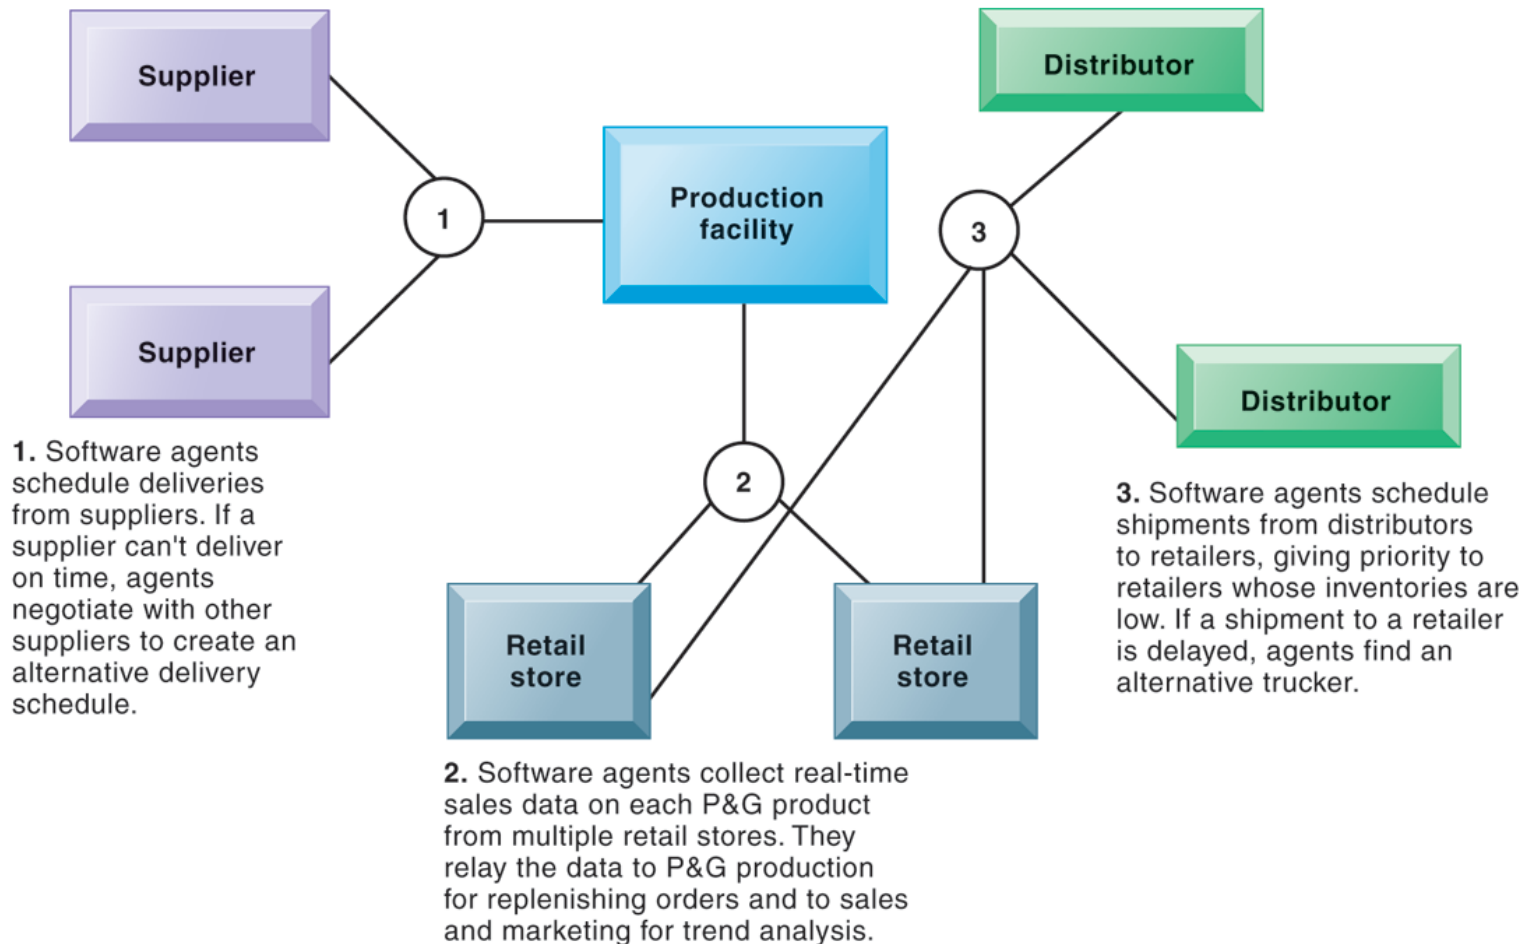 Supplier
Distributor
Production
facility
1
3
Supplier
Distributor
1. Software agents
schedule deliveries
from suppliers. If a
supplier can't deliver
on time, agents
negotiate with other
suppliers to create an
alternative delivery
schedule.
2
3. Software agents schedule
shipments from distributors
to retailers, giving priority to
retailers whose inventories are
low. If a shipment to a retailer
is delayed, agents find an
alternative trucker.
Retail
store
Retail
store
2. Software agents collect real-time
sales data on each P&G product
from multiple retail stores. They
relay the data to P&G production
for replenishing orders and to sales
and marketing for trend analysis.